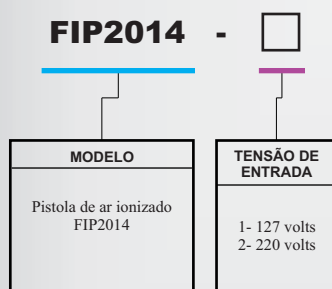 FIP2014 -
MODELO
Pistola de ar ionizado
FIP2014
TENSÃO DE
ENTRADA
1- 127 volts
2- 220 volts